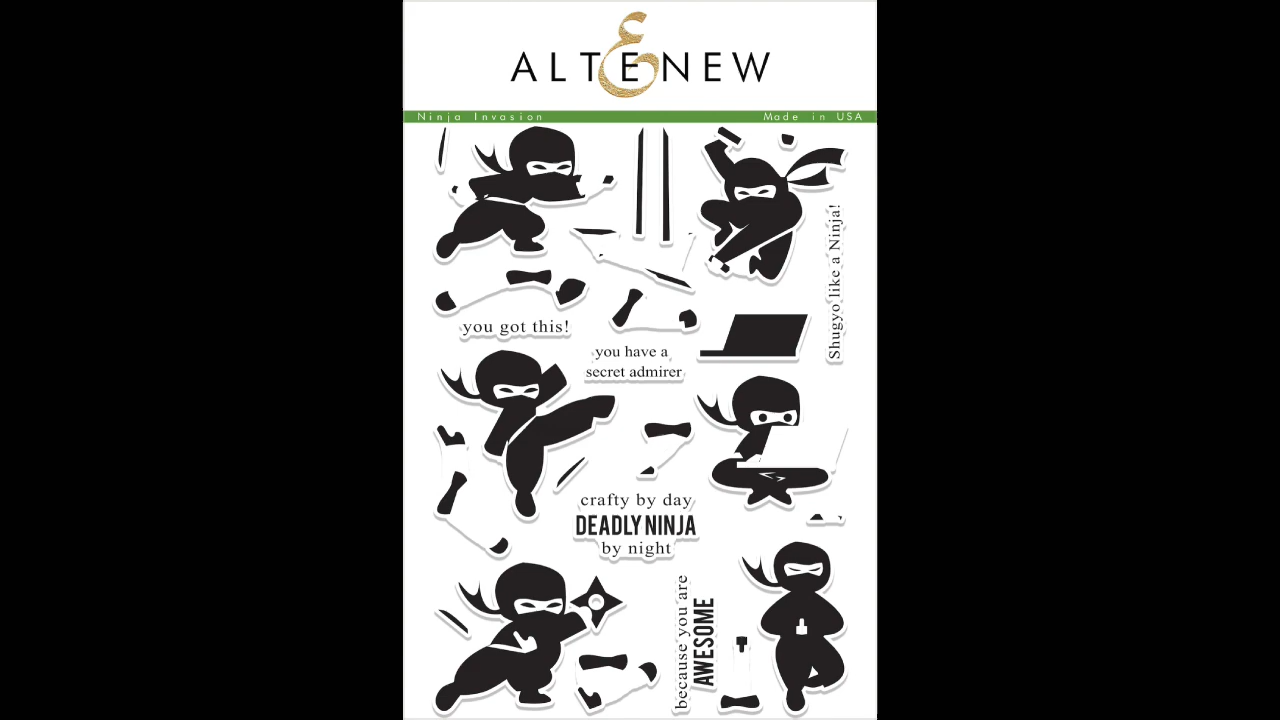 ALTENEW
Ninja Invasion
Made in USA
Shugyo like a Ninja!
you got this!
you have a
secret admirer
crafty by day
DEADLY NINJA
by night
because you are
AWESOME